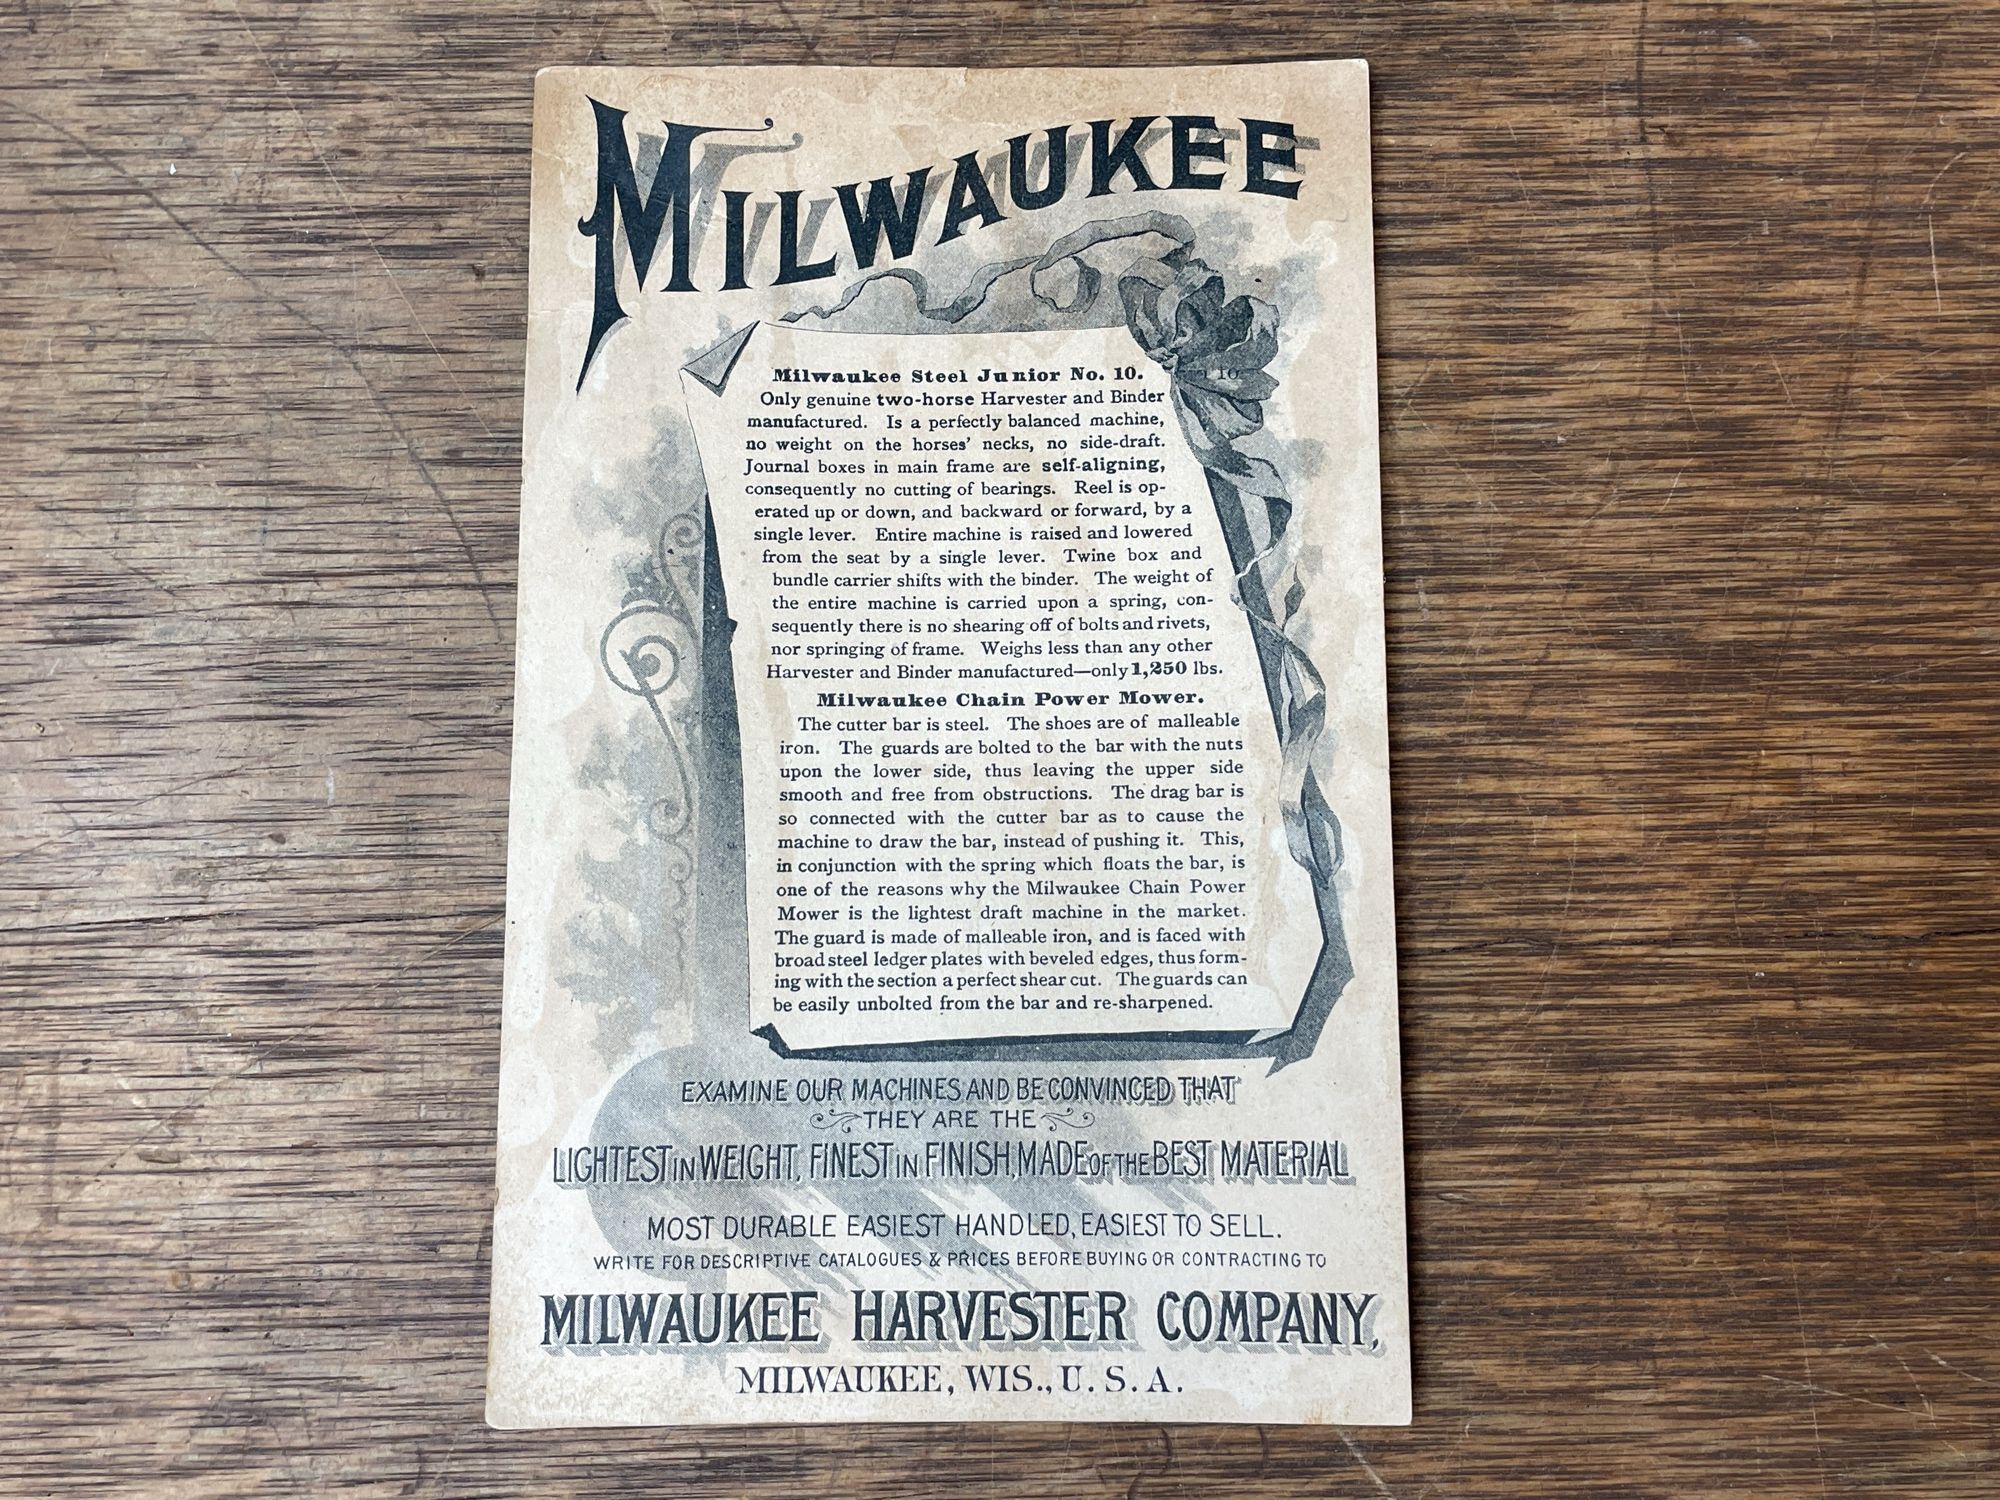 MILWAUKEE
Milwaukee Steel Junior No. 10.
Only genuine two-horse Harvester and Binder
manufactured. Is a perfectly balanced machine,
no weight on the horses' necks, no side-draft.
Journal boxes in main frame are self-aligning,
consequently no cutting of bearings. Reel is op-
erated up or down, and backward or forward, by a
single lever. Entire machine is raised and lowered
from the seat by a single lever. Twine box and
bundle carrier shifts with the binder. The weight of
the entire machine is carried upon a spring, con-
sequently there is no shearing off of bolts and rivets,
nor springing of frame. Weighs less than any other
Harvester and Binder manufactured—only 1,250 lbs.
Milwaukee Chain Power Mower.
The cutter bar is steel. The shoes are of malleable
iron. The guards are bolted to the bar with the nuts
upon the lower side, thus leaving the upper side
smooth and free from obstructions. The drag bar is
so connected with the cutter bar as to cause the
machine to draw the bar, instead of pushing it. This,
in conjunction with the spring which floats the bar, is
one of the reasons why the Milwaukee Chain Power
Mower is the lightest draft machine in the market.
The guard is made of malleable iron, and is faced with
broad steel ledger plates with beveled edges, thus form-
ing with the section a perfect shear cut. The guards can
be easily unbolted from the bar and re-sharpened.
EXAMINE OUR MACHINES AND BE CONVINCED THAT
THEY ARE THE
LIGHTEST IN WEIGHT, FINEST IN FINISH, MADE OF THE BEST MATERIAL
MOST DURABLE EASIEST HANDLED, EASIEST TO SELL.
WRITE FOR DESCRIPTIVE CATALOGUES & PRICES BEFORE BUYING OR CONTRACTING TO
MILWAUKEE HARVESTER COMPANY,
MILWAUKEE, WIS., U. S. A.